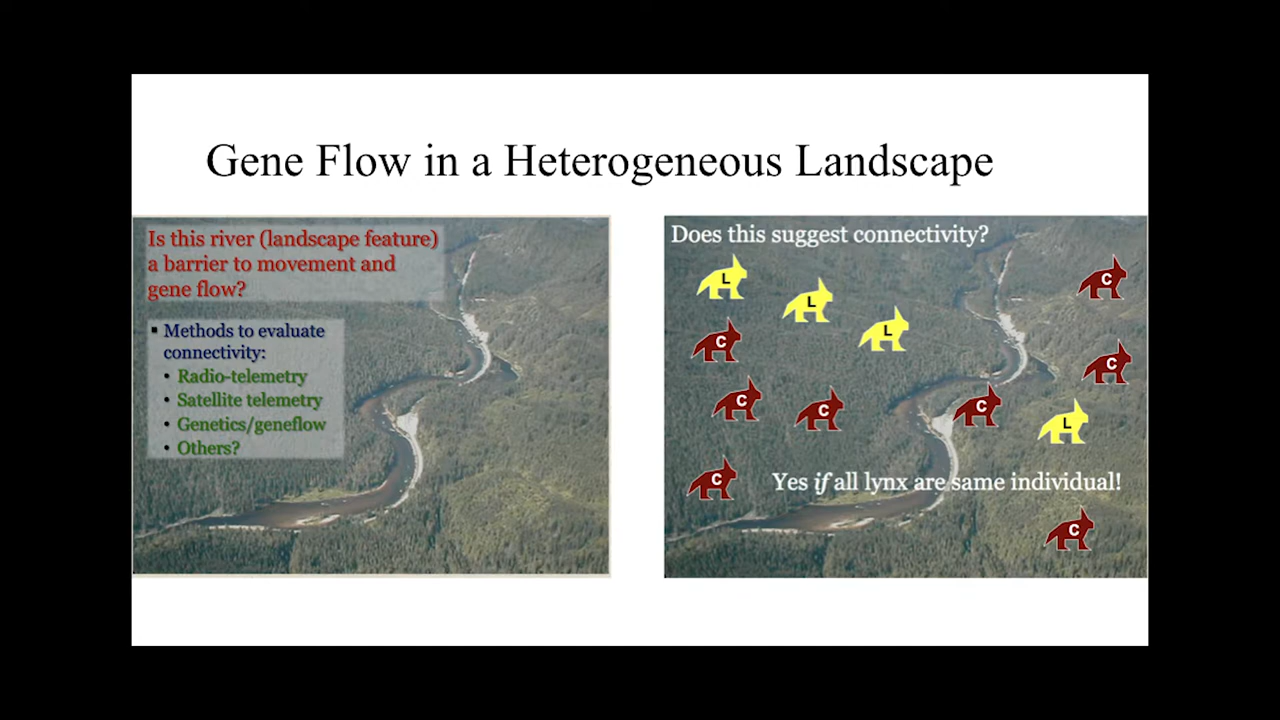 Gene Flow in a Heterogeneous Landscape
Is this river (landscape feature)
a barrier to movement and
gene flow?
▪ Methods to evaluate
connectivity:
• Radio-telemetry
• Satellite telemetry
• Genetics/geneflow
• Others?
Does this suggest connectivity?
L
C
L
L
C
C
C
C
C
L
C
Yes if all lynx are same individual!
C